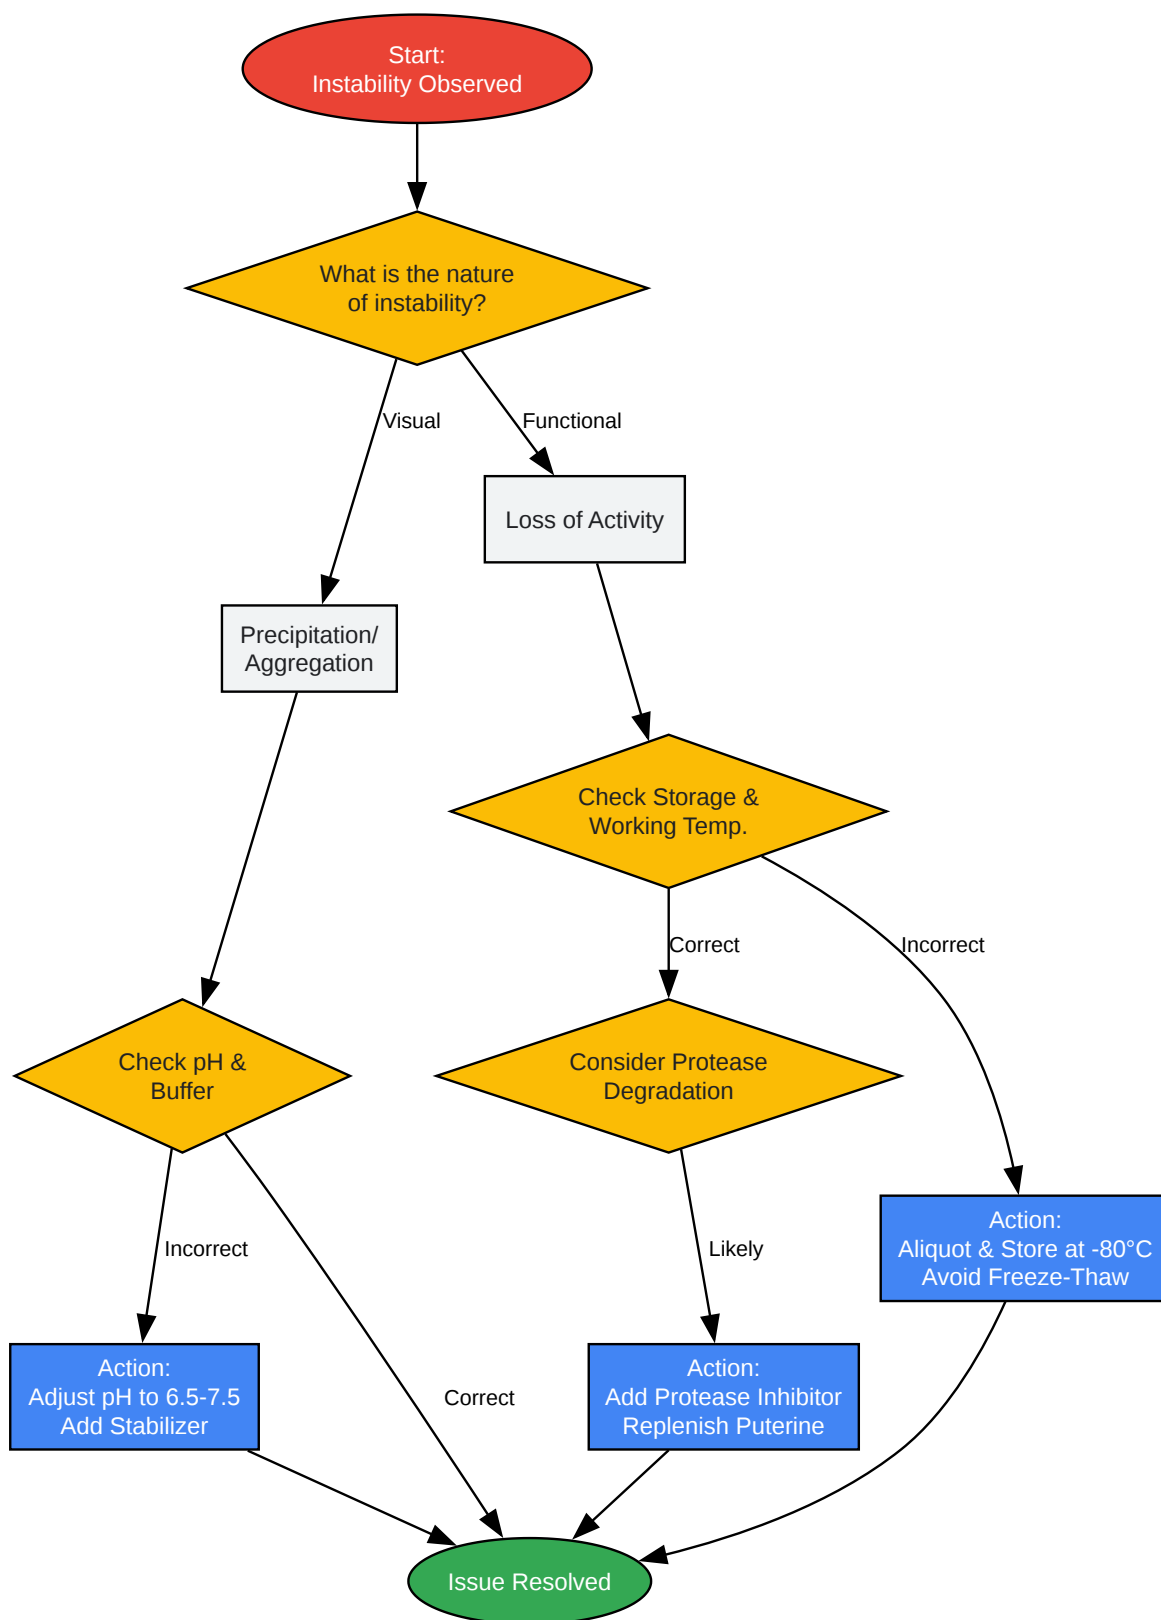 Start:
Instability Observed
What is the nature
of instability?
Visual
Functional
Loss of Activity
Precipitation/
Aggregation
Check Storage &
Working Temp.
Correct
Incorrect
Check pH &
Buffer
Consider Protease
Degradation
Incorrect
Likely
Action:
Aliquot & Store at -80°C
Avoid Freeze-Thaw
Action:
Adjust pH to 6.5-7.5
Add Stabilizer
Correct
Action:
Add Protease Inhibitor
Replenish Puterine
Issue Resolved